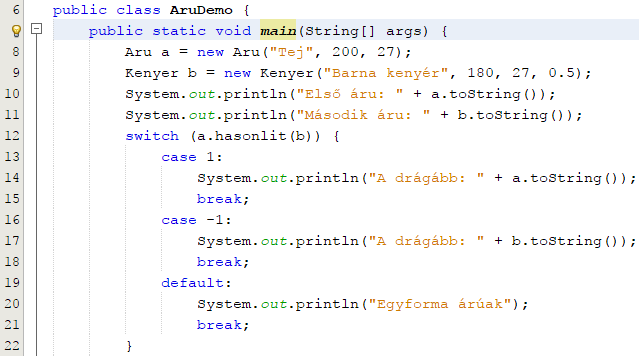 6 public class AruDemo {
public static void main(String[] args) {
8 Aru a = new Aru("Tej", 200, 27);
9 Kenyer b = new Kenyer("Barna kenyér", 180, 27, 0.5);
10 System.out.println("Első áru: " + a.toString());
11 System.out.println("Második áru: " + b.toString());
12 switch (a.hasonlit(b)) {
13 case 1:
14 System.out.println("A drágább: " + a.toString());
15 break;
16 case -1:
17 System.out.println("A drágább: " + b.toString());
18 break;
19 default:
20 System.out.println("Egyforma árúak");
21 break;
22 }